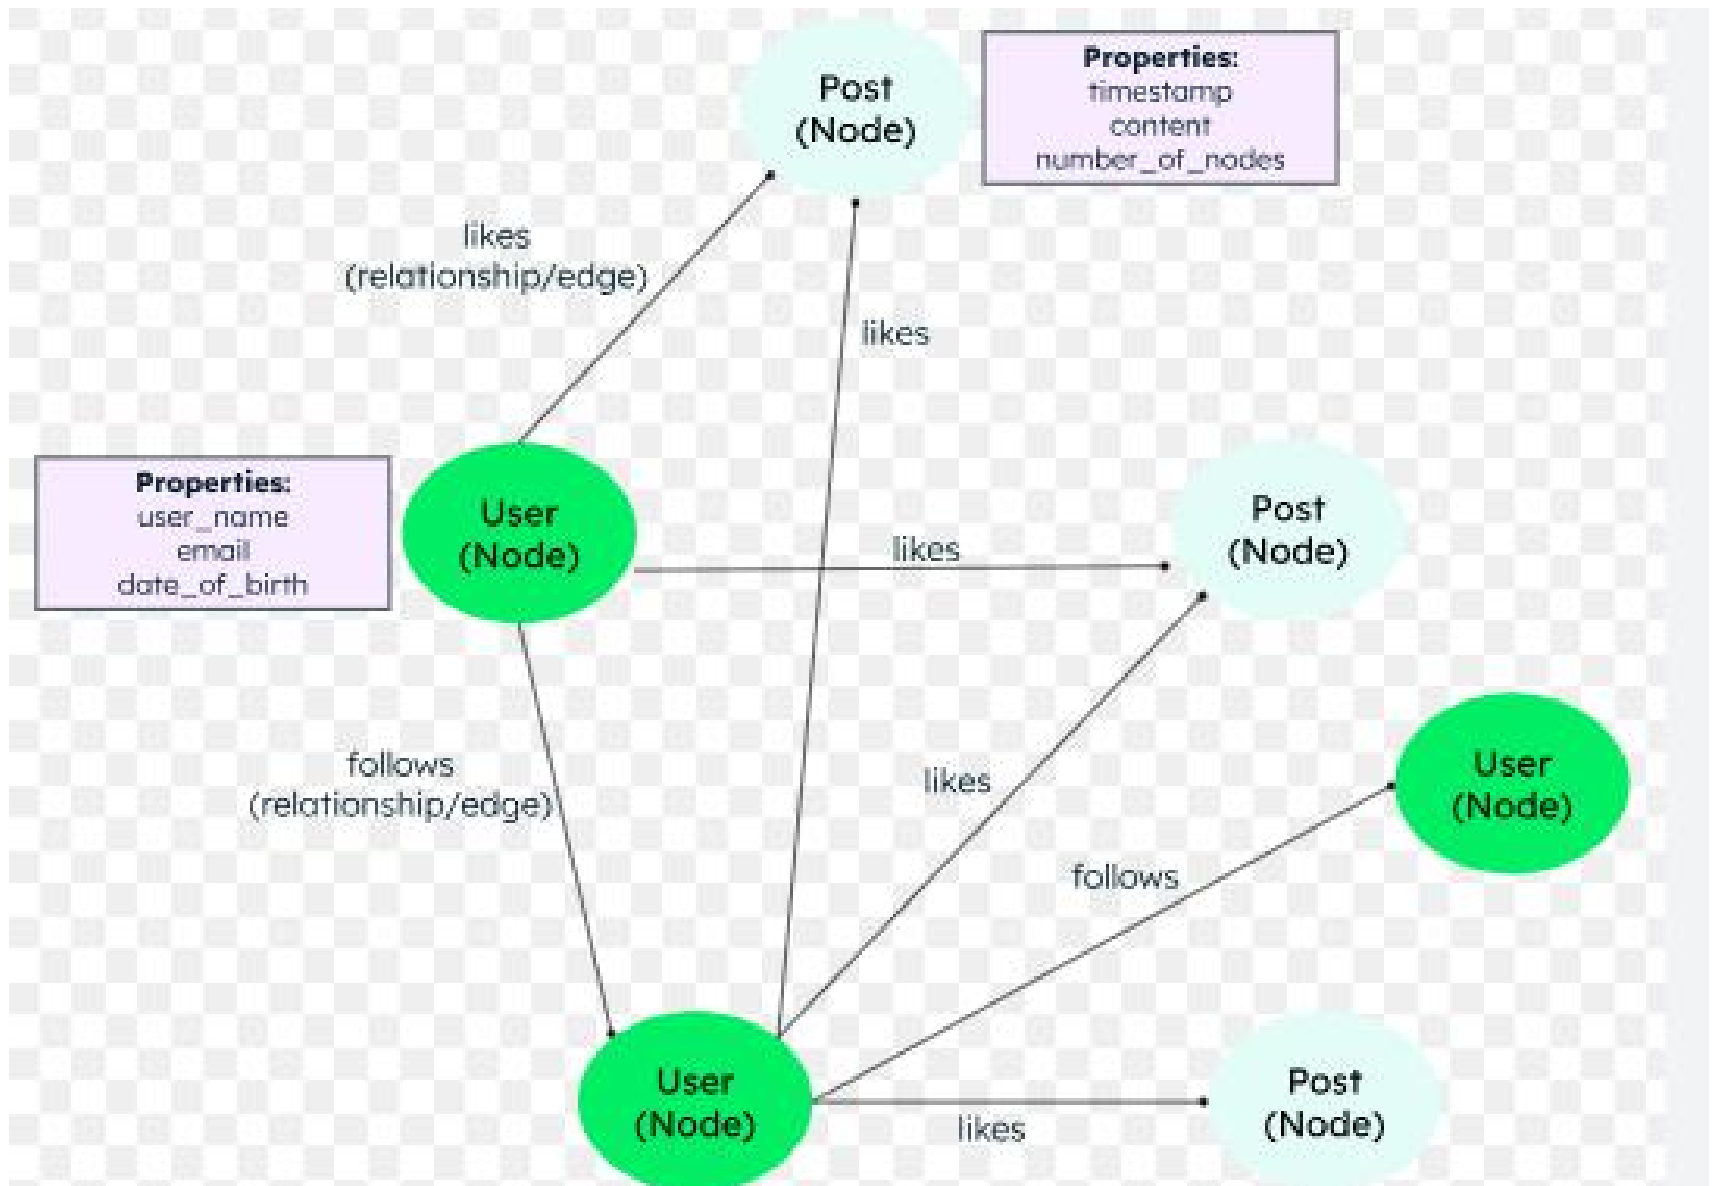 Post
(Node)
Properties:
timestamp
content
number_of_nodes
likes
(relationship/edge)
likes
Properties:
user_name
email
date_of_birth
User
(Node)
likes
Post
(Node)
follows
(relationship/edge)
likes
User
(Node)
follows
User
(Node)
likes
Post
(Node)